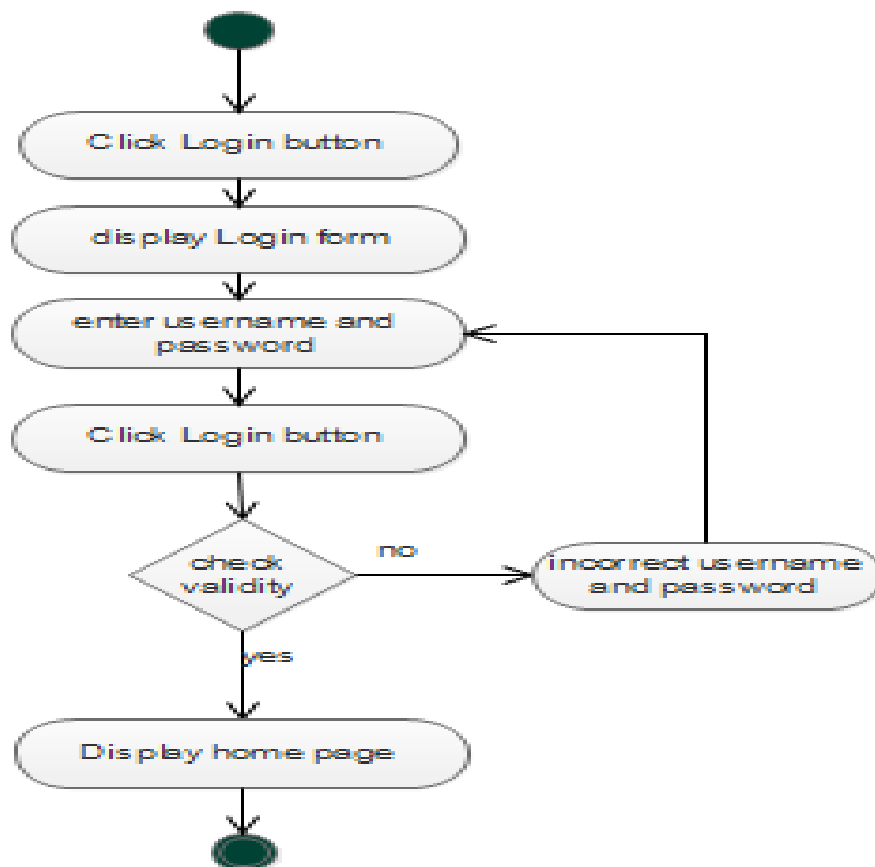 Click Login button
display Login form
enter username and
password
Click Login button
check
validity
no
incorrect username
and password
yes
Display home page